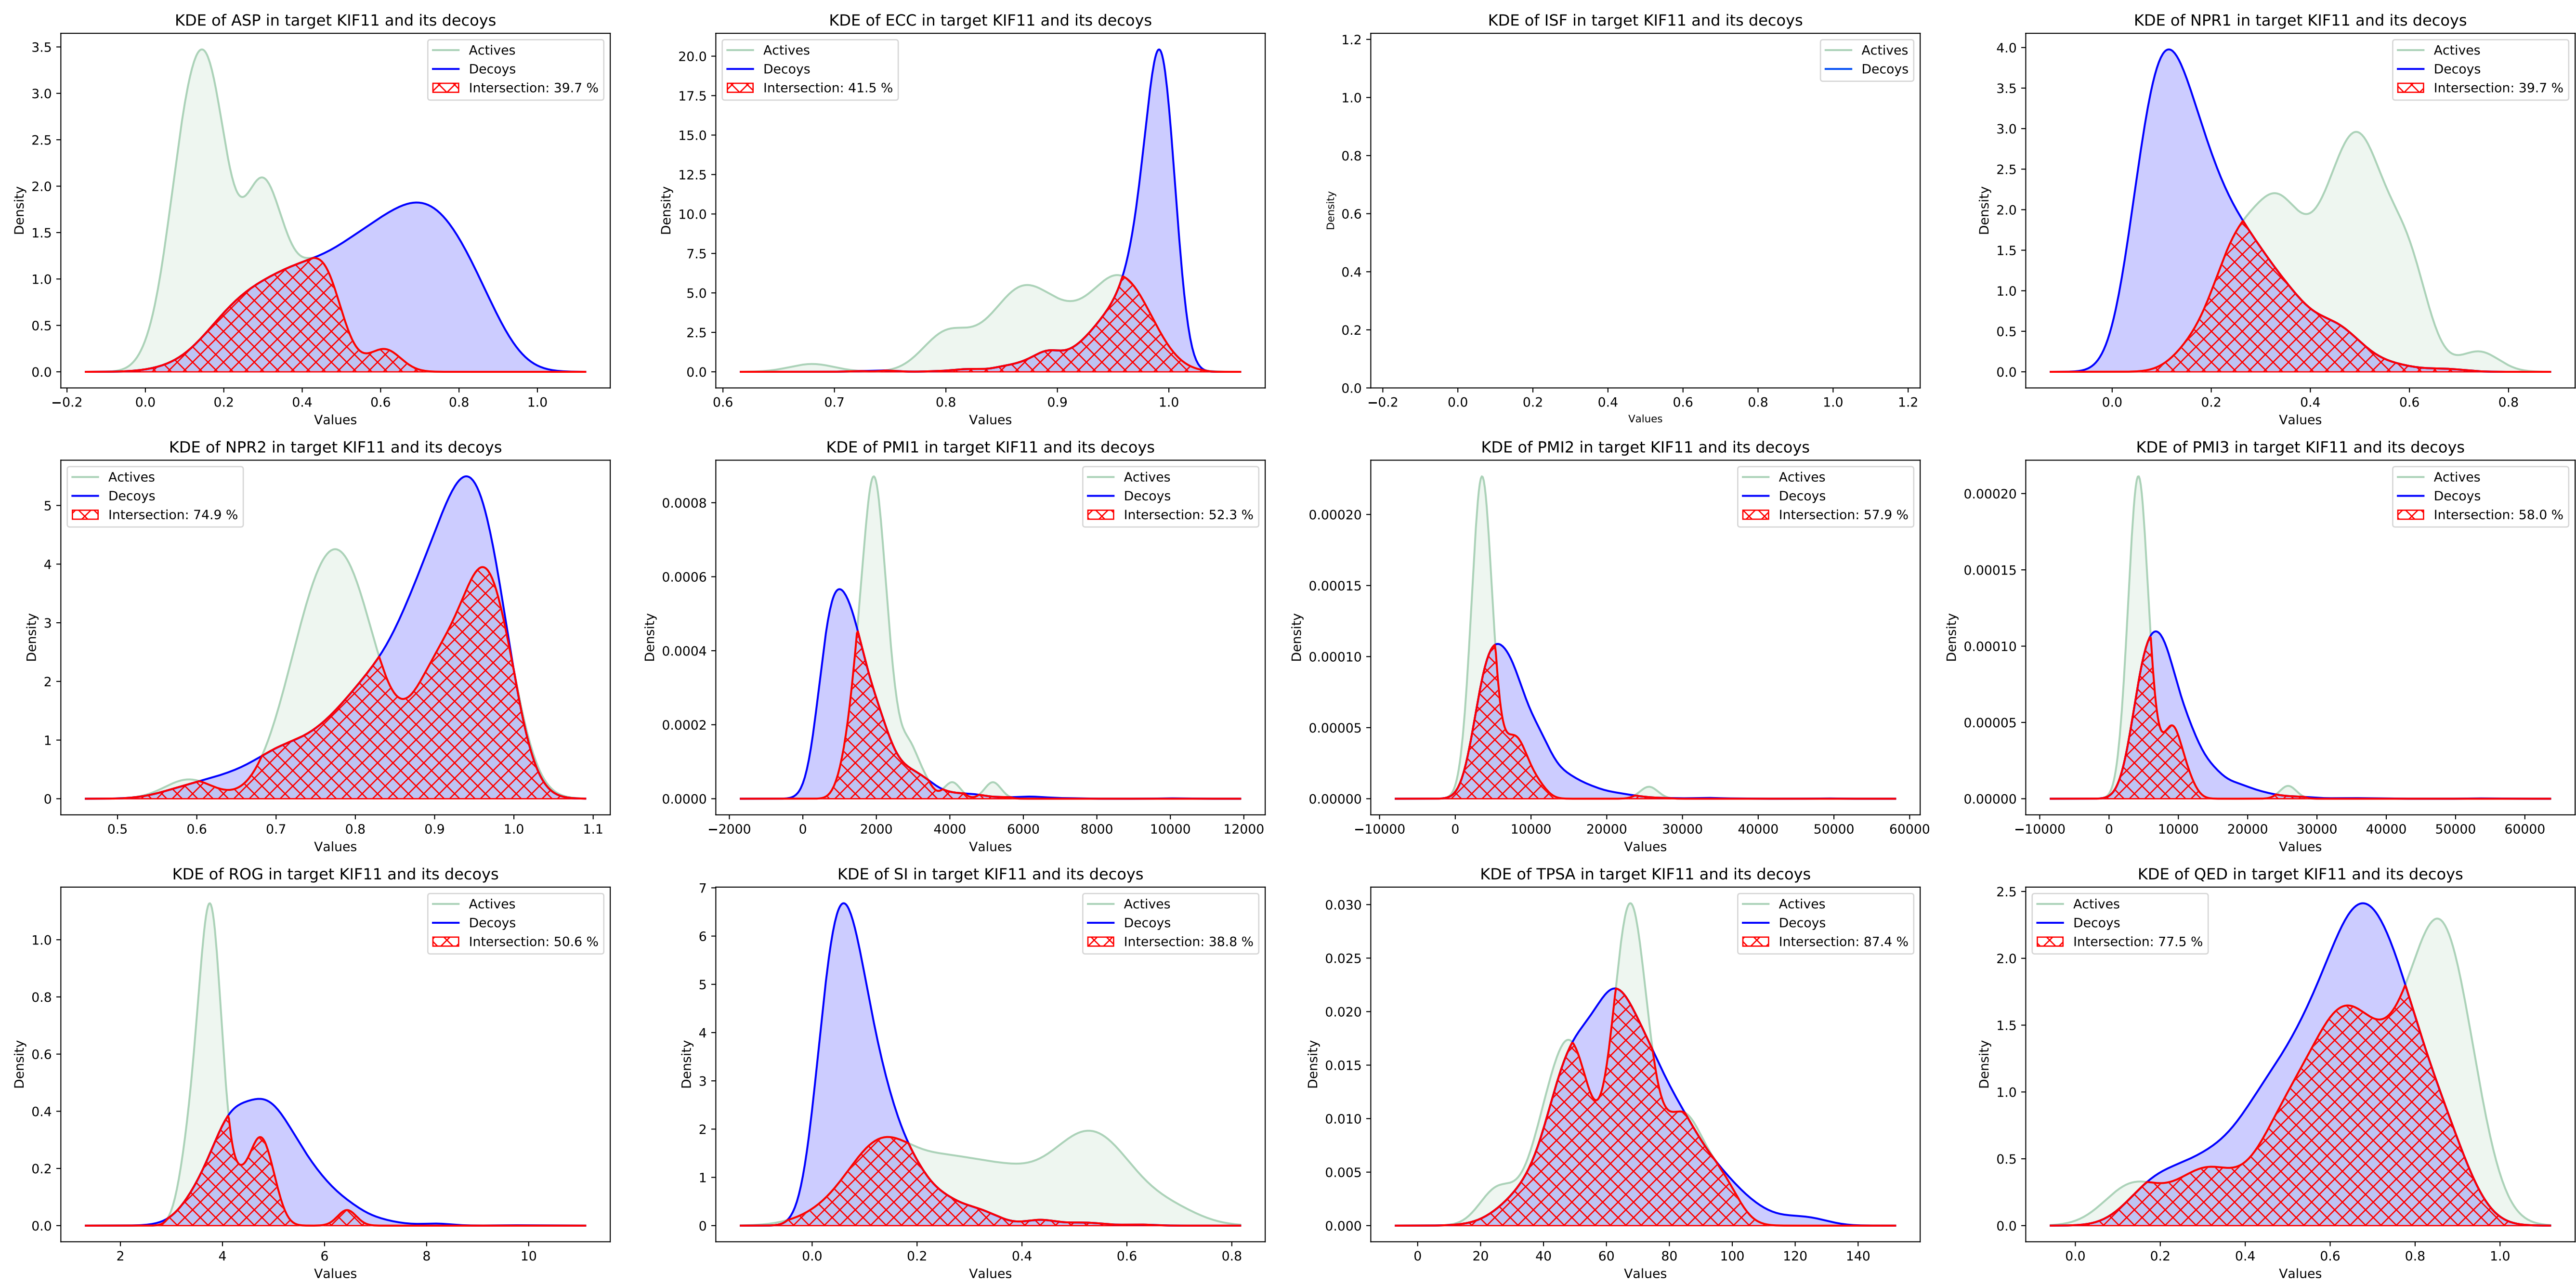 KDE of ASP in target KIF11 and its decoys
Actives
Decoys
Intersection: 39.7 %
Density
3.5
3.0
2.5
2.0
1.5
1.0
0.5
0.0
−0.2 0.0 0.2 0.4 0.6 0.8 1.0
Values
KDE of ECC in target KIF11 and its decoys
Actives
Decoys
Intersection: 41.5 %
Density
20.0
17.5
15.0
12.5
10.0
7.5
5.0
2.5
0.0
0.6 0.7 0.8 0.9 1.0
Values
KDE of ISF in target KIF11 and its decoys
Actives
Decoys
Density
1.2
1.0
0.8
0.6
0.4
0.2
0.0
−0.2 0.0 0.2 0.4 0.6 0.8 1.0 1.2
Values
KDE of NPR1 in target KIF11 and its decoys
Actives
Decoys
Intersection: 39.7 %
Density
4.0
3.5
3.0
2.5
2.0
1.5
1.0
0.5
0.0
0.0 0.2 0.4 0.6 0.8
Values
KDE of NPR2 in target KIF11 and its decoys
Actives
Decoys
Intersection: 74.9 %
Density
5
4
3
2
1
0
0.5 0.6 0.7 0.8 0.9 1.0 1.1
Values
KDE of PMI1 in target KIF11 and its decoys
Actives
Decoys
Intersection: 52.3 %
Density
0.0008
0.0006
0.0004
0.0002
0.0000
−2000 0 2000 4000 6000 8000 10000 12000
Values
KDE of PMI2 in target KIF11 and its decoys
Actives
Decoys
Intersection: 57.9 %
Density
0.00020
0.00015
0.00010
0.00005
0.00000
−10000 0 10000 20000 30000 40000 50000 60000
Values
KDE of PMI3 in target KIF11 and its decoys
Actives
Decoys
Intersection: 58.0 %
Density
0.00020
0.00015
0.00010
0.00005
0.00000
−10000 0 10000 20000 30000 40000 50000 60000
Values
KDE of ROG in target KIF11 and its decoys
Actives
Decoys
Intersection: 50.6 %
Density
1.0
0.8
0.6
0.4
0.2
0.0
2 4 6 8 10
Values
KDE of SI in target KIF11 and its decoys
Actives
Decoys
Intersection: 38.8 %
Density
7
6
5
4
3
2
1
0
0.0 0.2 0.4 0.6 0.8
Values
KDE of TPSA in target KIF11 and its decoys
Actives
Decoys
Intersection: 87.4 %
Density
0.030
0.025
0.020
0.015
0.010
0.005
0.000
0 20 40 60 80 100 120 140
Values
KDE of QED in target KIF11 and its decoys
Actives
Decoys
Intersection: 77.5 %
Density
2.5
2.0
1.5
1.0
0.5
0.0
0.0 0.2 0.4 0.6 0.8 1.0
Values